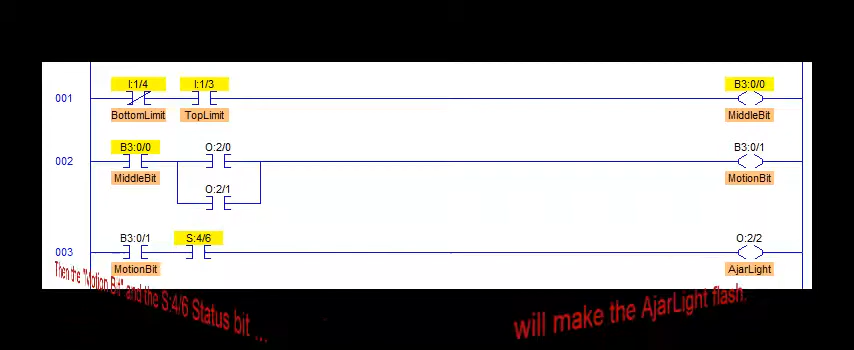 I:1/4 I:1/3 B3:0/0
001
BottomLimit TopLimit MiddleBit
B3:0/0 O:2/0 B3:0/1
002
MiddleBit MotionBit
O:2/1
B3:0/1 S:4/6 O:2/2
003
MotionBit AjarLight
Then the "Motion Bit" and the S:4/6 Status bit ...
will make the AjarLight flash.